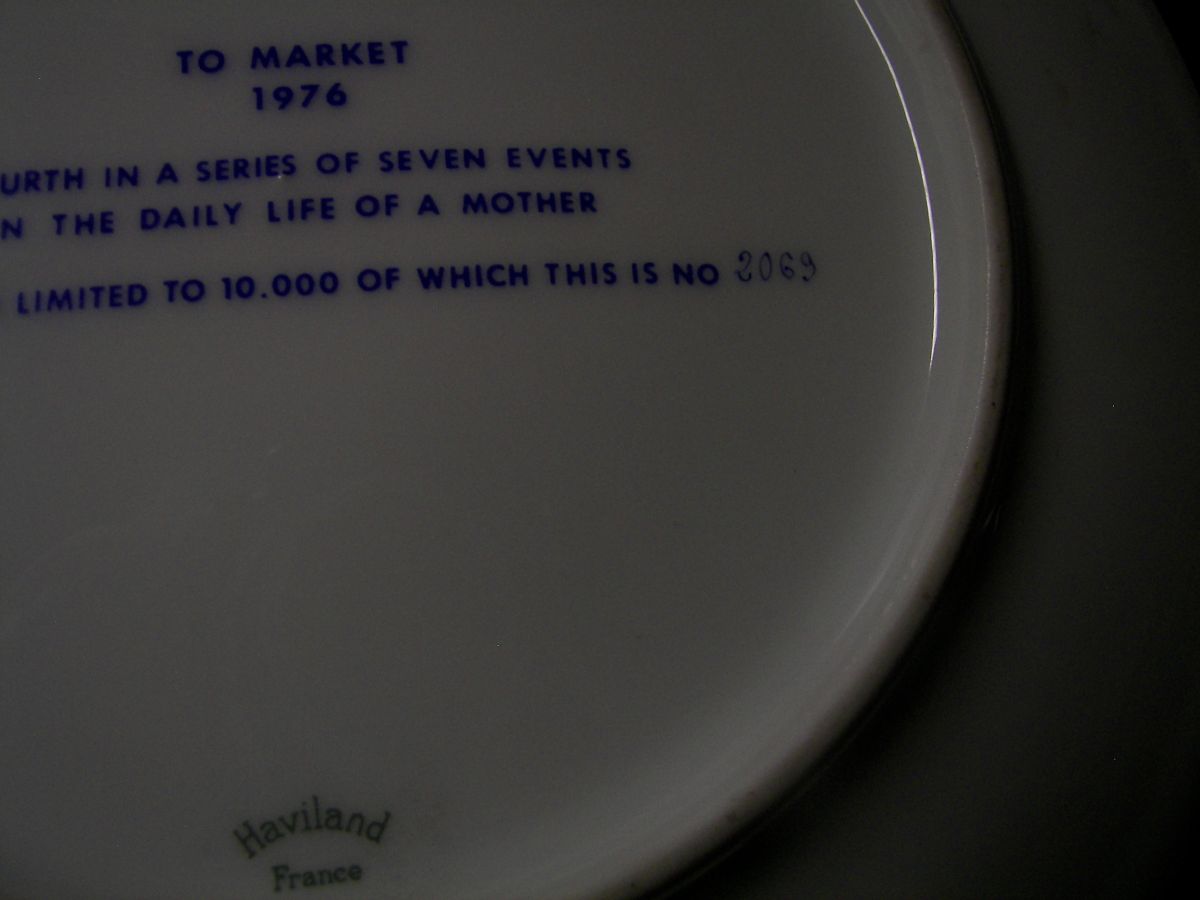 TO MARKET
1976
URTH IN A SERIES OF SEVEN EVENTS
N THE DAILY LIFE OF A MOTHER
LIMITED TO 10.000 OF WHICH THIS IS NO 2069
Haviland
France